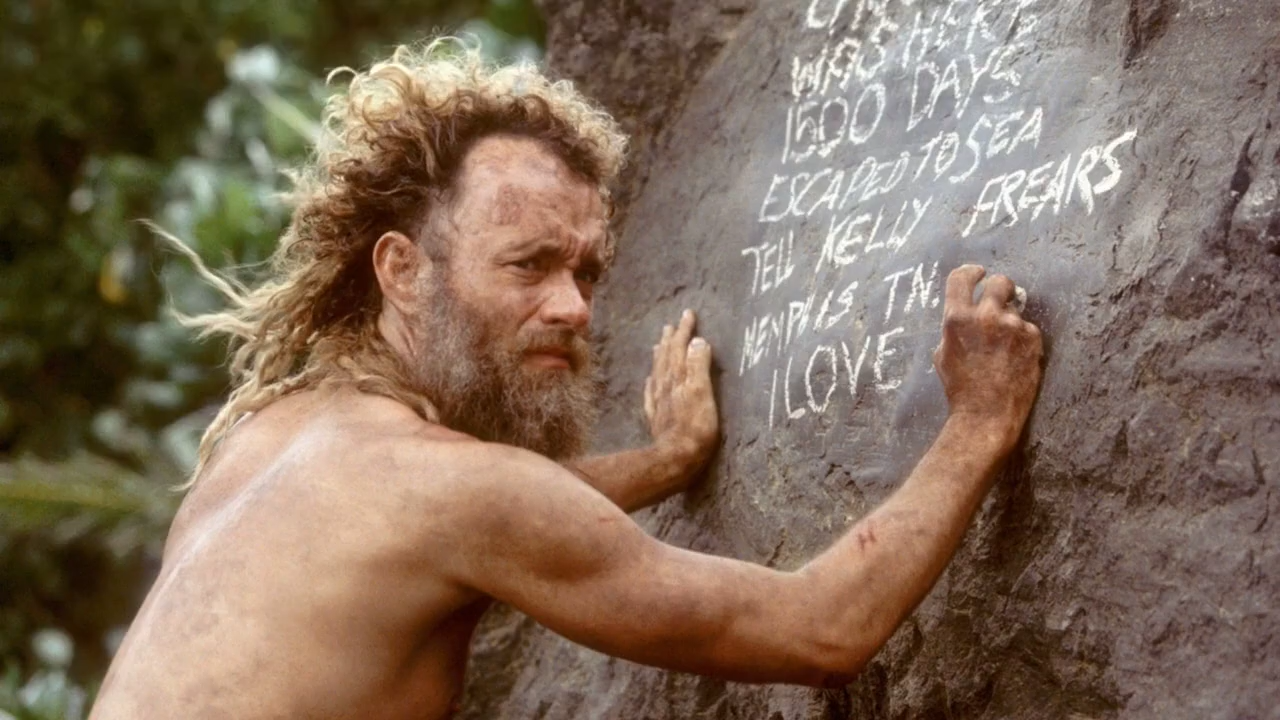 WAS HERE
1500 DAYS
ESCAPED TO SEA
TELL KELLY FREARS
MEMPHIS TN.
I LOVE